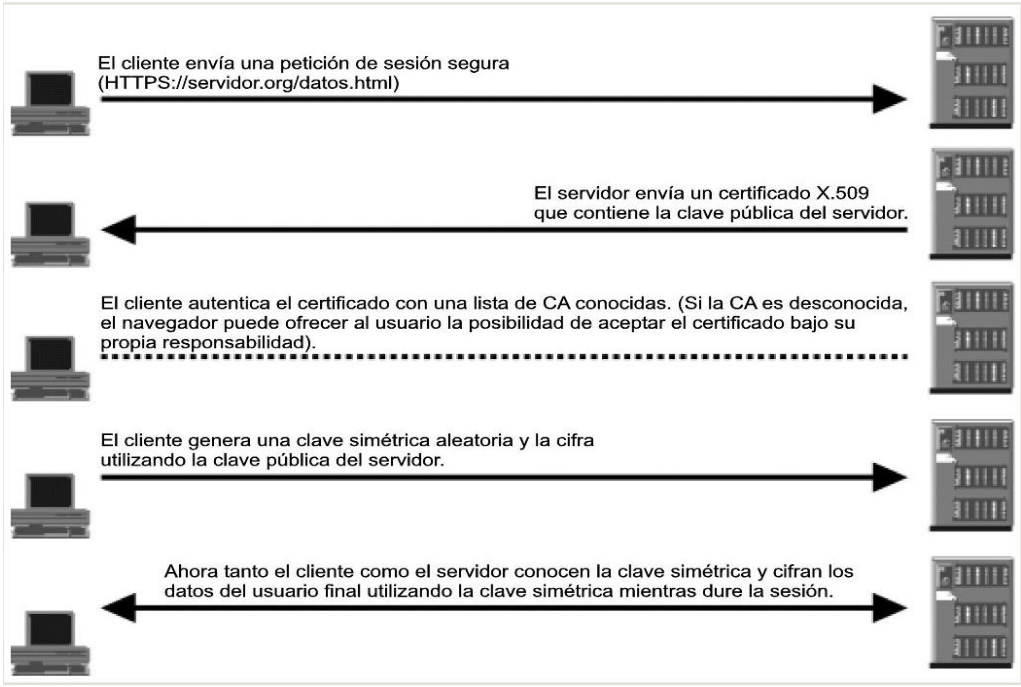 El cliente envía una petición de sesión segura
(HTTPS://servidor.org/datos.html)
El servidor envía un certificado X.509
que contiene la clave pública del servidor.
El cliente autentica el certificado con una lista de CA conocidas. (Si la CA es desconocida,
el navegador puede ofrecer al usuario la posibilidad de aceptar el certificado bajo su
propia responsabilidad).
El cliente genera una clave simétrica aleatoria y la cifra
utilizando la clave pública del servidor.
Ahora tanto el cliente como el servidor conocen la clave simétrica y cifran los
datos del usuario final utilizando la clave simétrica mientras dure la sesión.